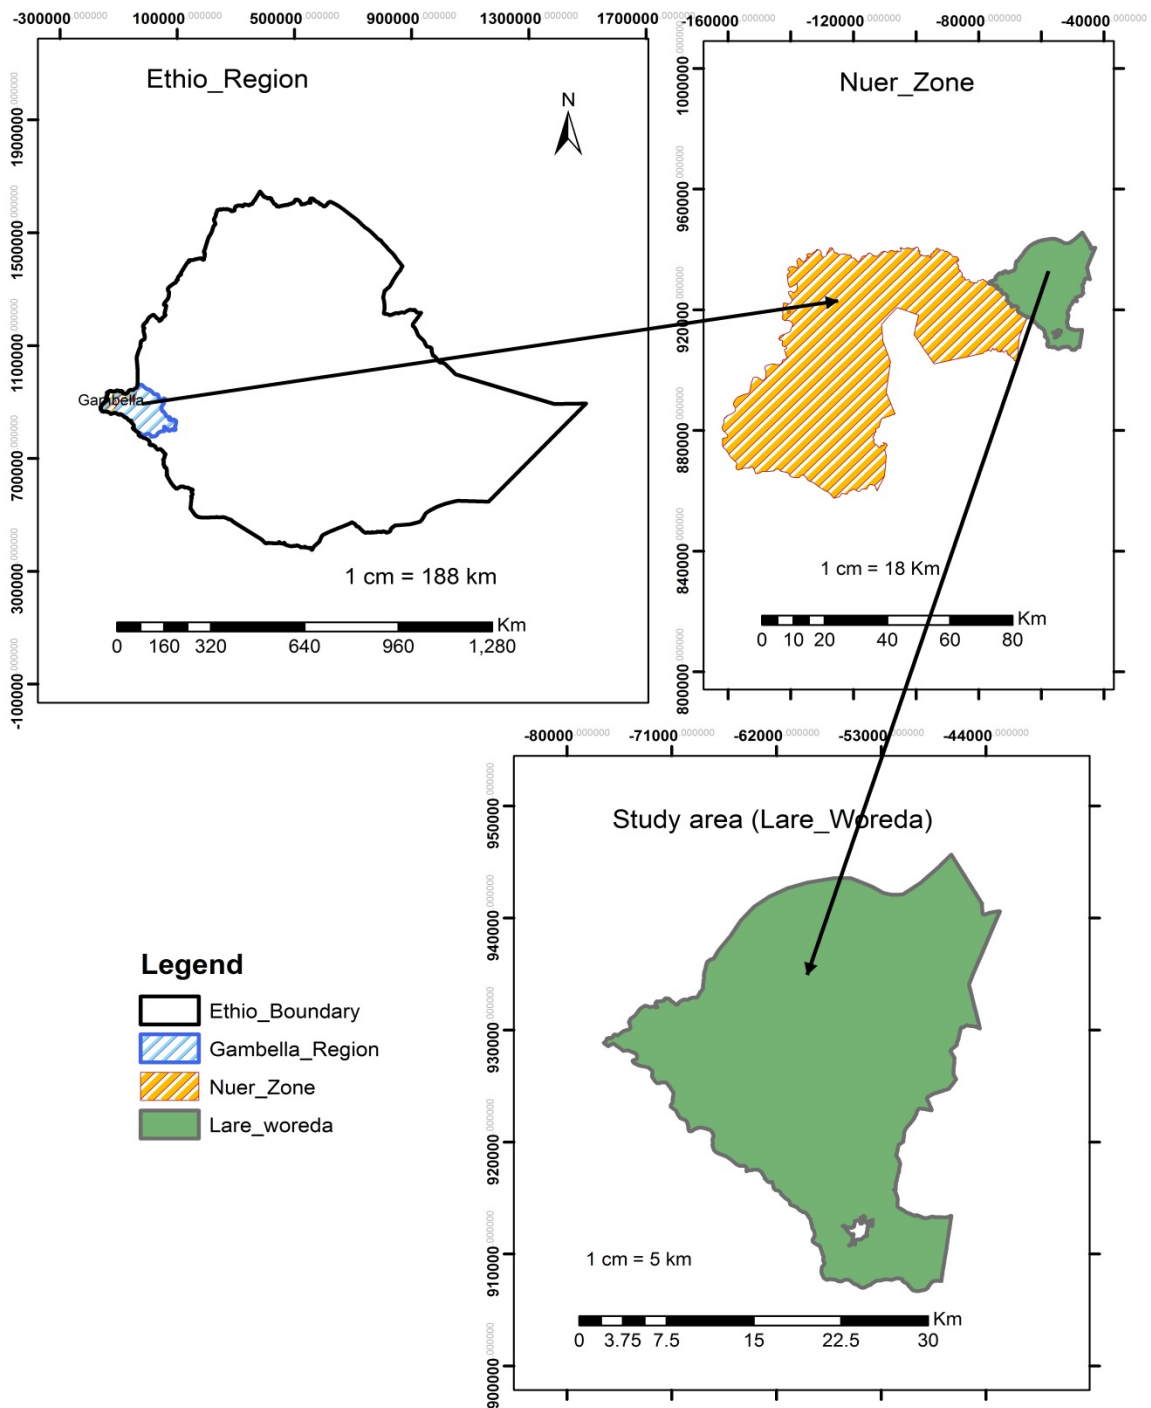 -300000.000000 100000.000000 500000.000000 900000.000000 1300000.000000 1700000.000000
Ethio_Region
N
1900000.000000
1500000.000000
1100000.000000
700000.000000
300000.000000
-100000.000000
Gambella
1 cm = 188 km
Km
0 160 320 640 960 1,280
-160000.000000 -120000.000000 -80000.000000 -40000.000000
Nuer_Zone
1000000.000000
960000.000000
920000.000000
880000.000000
840000.000000
800000.000000
1 cm = 18 Km
Km
0 10 20 40 60 80
-80000.000000 -71000.000000 -62000.000000 -53000.000000 -44000.000000
Study area (Lare_Woreda)
950000.000000
940000.000000
930000.000000
920000.000000
910000.000000
900000.000000
1 cm = 5 km
Km
0 3.75 7.5 15 22.5 30
Legend
Ethio_Boundary
Gambella_Region
Nuer_Zone
Lare_woreda